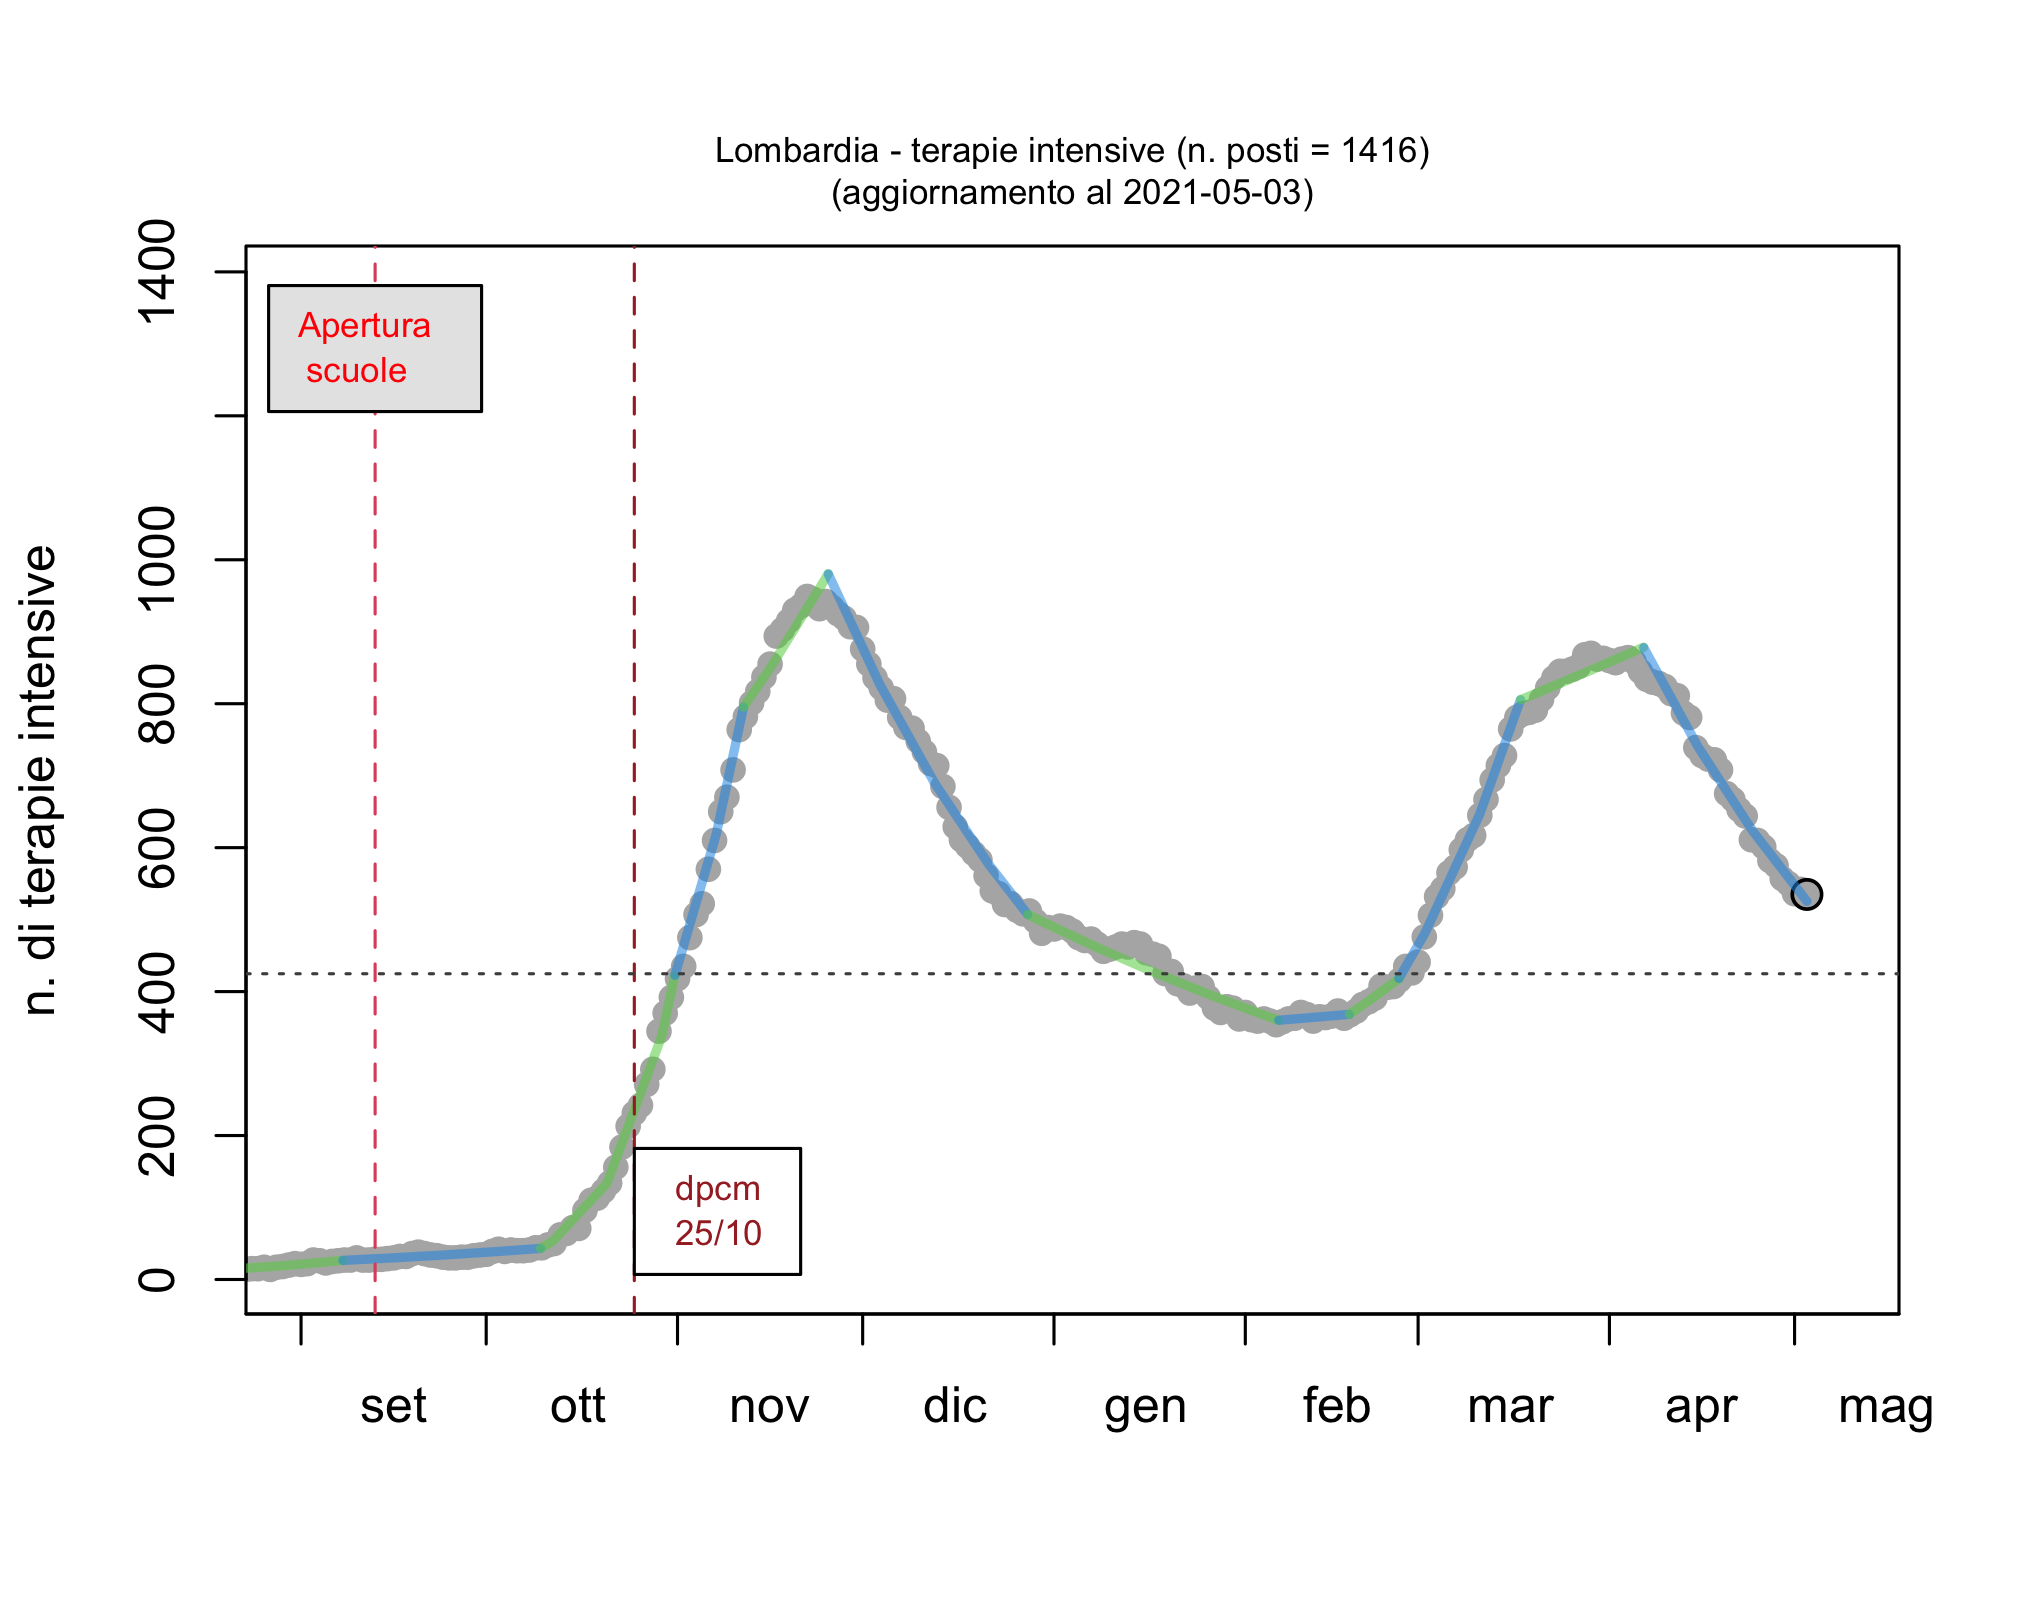 Lombardia - terapie intensive (n. posti = 1416)
(aggiornamento al 2021-05-03)
n. di terapie intensive
1400
1000
800
600
400
200
0
Apertura
scuole
dpcm
25/10
set ott nov dic gen feb mar apr mag